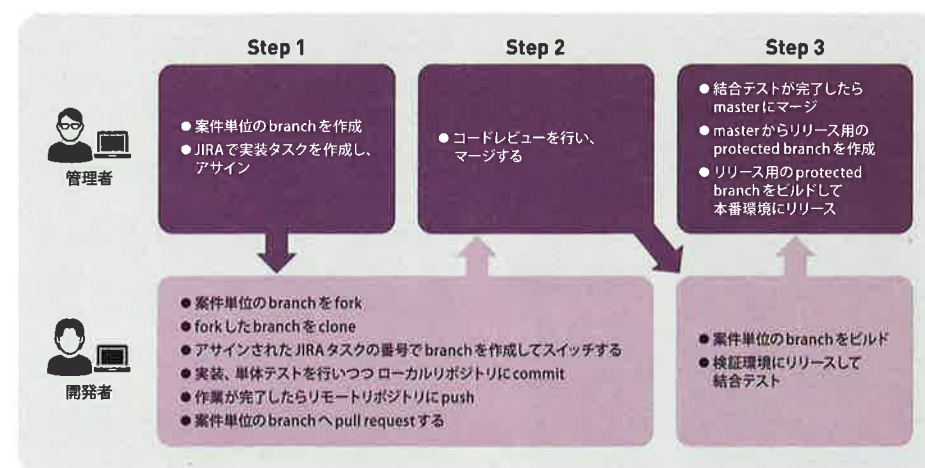 Step 1
Step 2
Step 3
管理者
● 案件単位のbranchを作成
● JIRAで実装タスクを作成し、
アサイン
● コードレビューを行い、
マージする
● 結合テストが完了したら
masterにマージ
● masterからリリース用の
protected branchを作成
● リリース用のprotected
branchをビルドして
本番環境にリリース
開発者
● 案件単位のbranchをfork
● forkしたbranchをclone
● アサインされたJIRAタスクの番号でbranchを作成してスイッチする
● 実装、単体テストを行いつつ ローカルリポジトリにcommit
● 作業が完了したらリモートリポジトリにpush
● 案件単位のbranchへpull requestする
● 案件単位のbranchをビルド
● 検証環境にリリースして
結合テスト